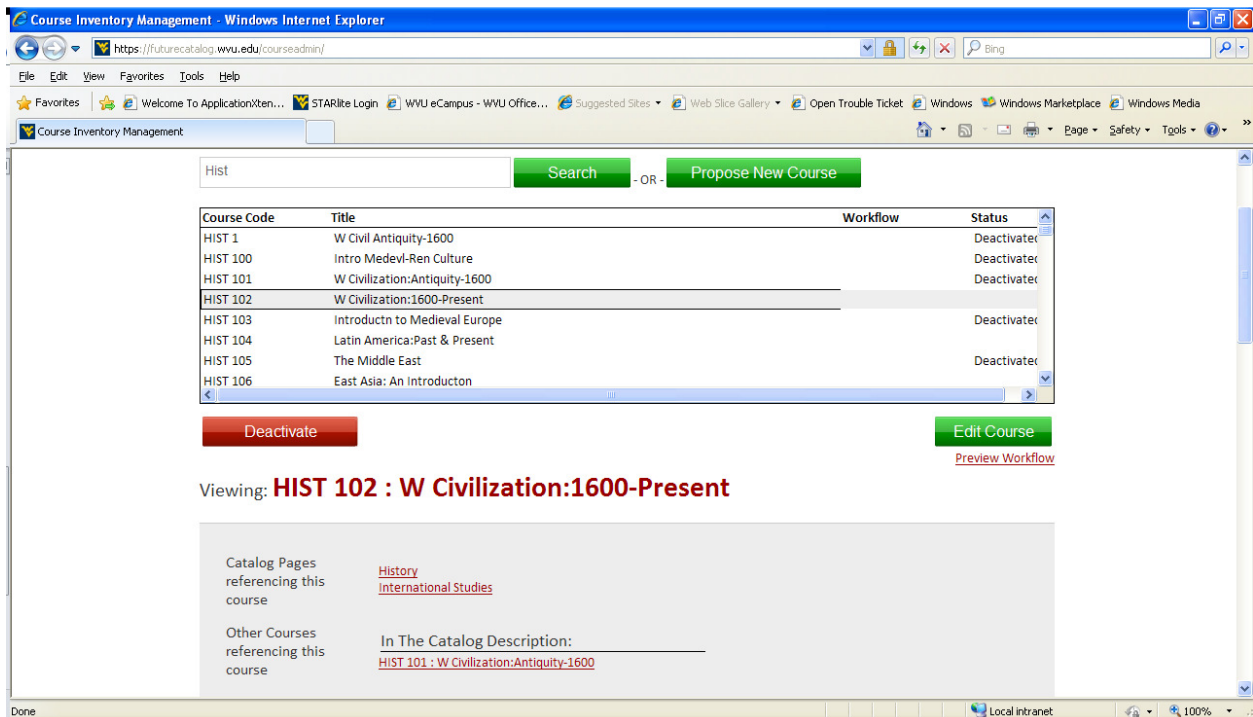 Course Inventory Management - Windows Internet Explorer
https://futurecatalog.wvu.edu/courseadmin/
Bing
File Edit View Favorites Tools Help
Favorites Welcome To ApplicationXten... STARlite Login WVU eCampus - WVU Office... Suggested Sites Web Slice Gallery Open Trouble Ticket Windows Windows Marketplace Windows Media
Course Inventory Management Page Safety Tools »
Hist Search - OR - Propose New Course
Course Code Title Workflow Status
HIST 1 W Civil Antiquity-1600 Deactivated
HIST 100 Intro Medevl-Ren Culture Deactivated
HIST 101 W Civilization:Antiquity-1600 Deactivated
HIST 102 W Civilization:1600-Present
HIST 103 Introductn to Medieval Europe Deactivated
HIST 104 Latin America:Past & Present
HIST 105 The Middle East Deactivated
HIST 106 East Asia: An Introducton
Deactivate Edit Course
Preview Workflow
Viewing: HIST 102 : W Civilization:1600-Present
Catalog Pages
referencing this
course
History
International Studies
Other Courses
referencing this
course
In The Catalog Description:
HIST 101 : W Civilization:Antiquity-1600
Done Local intranet 100%